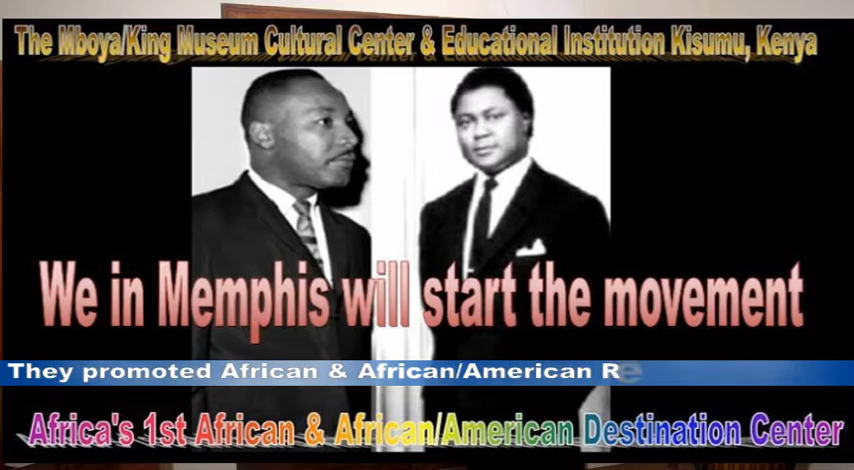 The Mboya/King Museum Cultural Center & Educational Institution Kisumu, Kenya
We in Memphis will start the movement
They promoted African & African/American Re
Africa's 1st African & African/American Destination Center